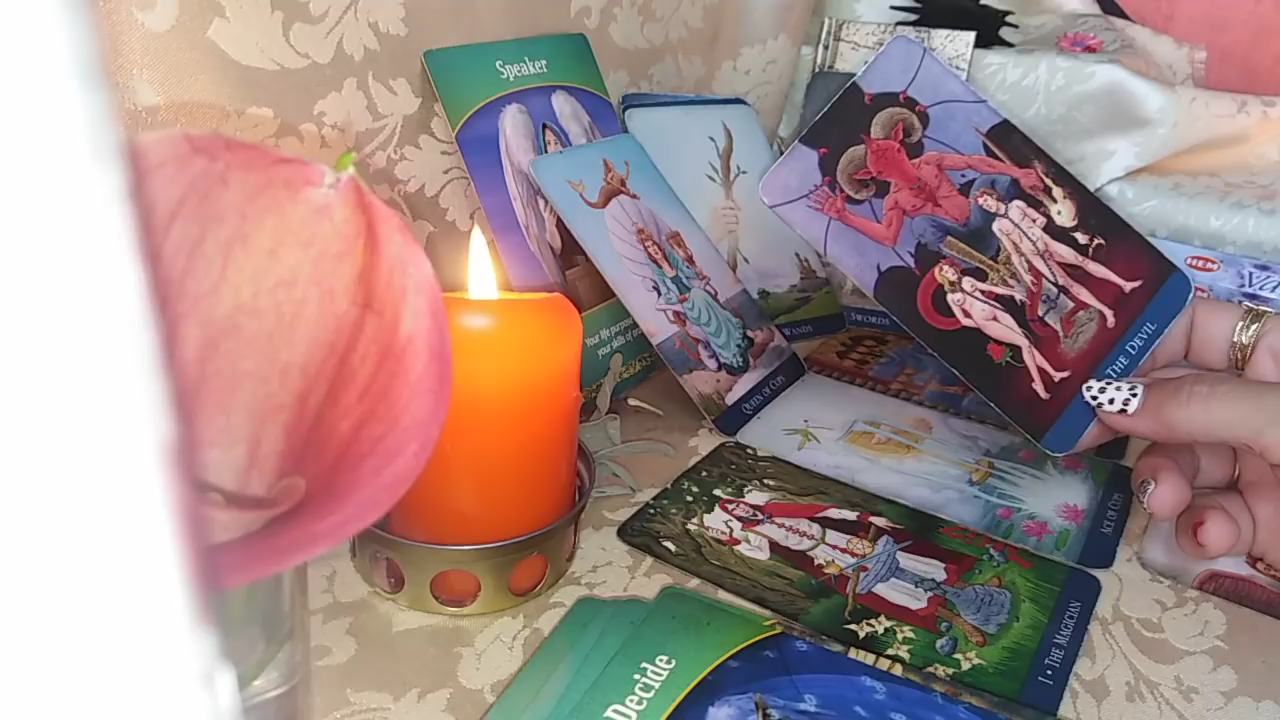 Speaker
Your life purpose
your skills of
QUEEN OF CUPS
WANDS
SWORDS
THE DEVIL
HEM
ACE OF CUPS
I • THE MAGICIAN
Decide